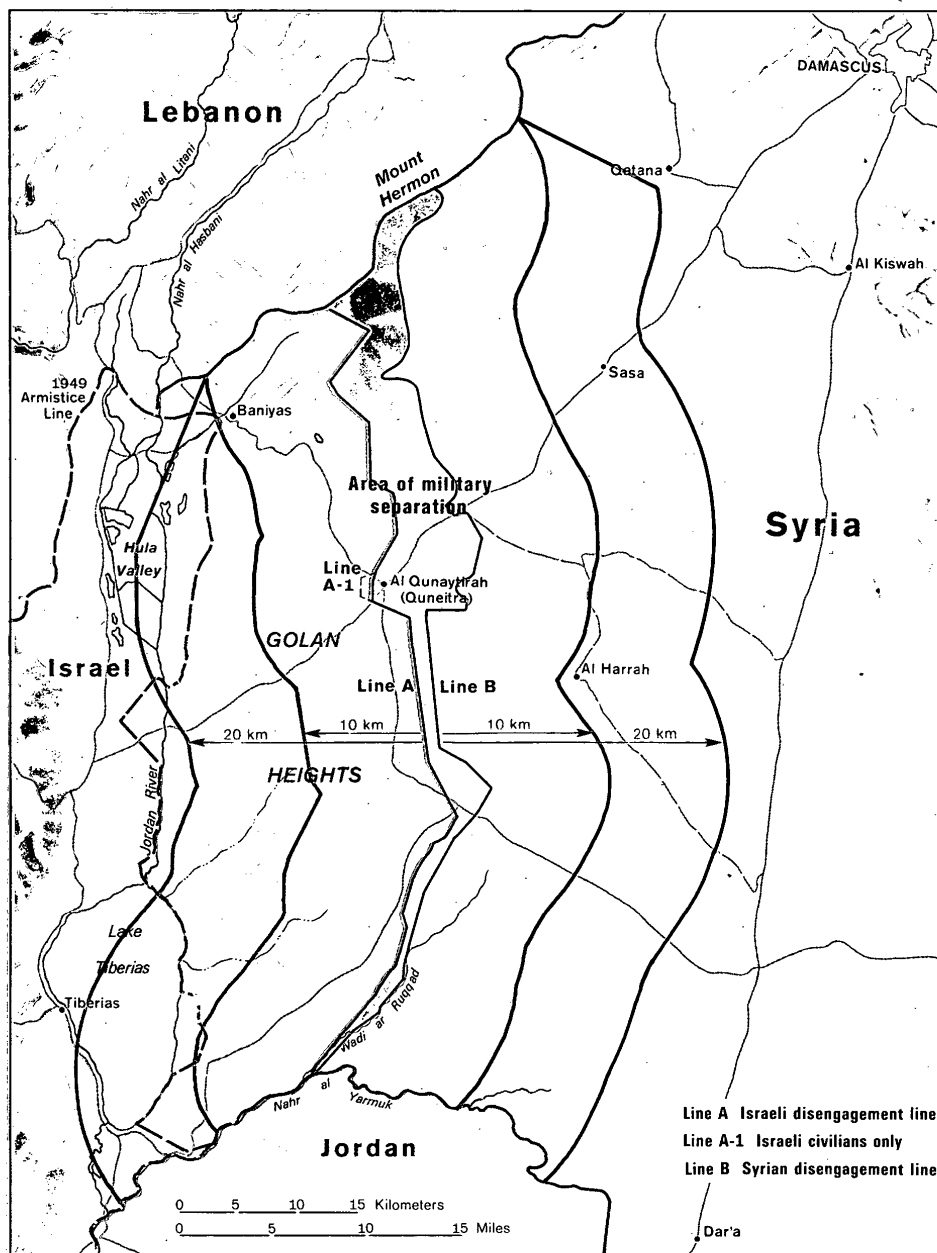 DAMASCUS
Lebanon
Mount
Hermon
Nahr al Litani
Nahr al Hasbani
Qatana
Al Kiswah
1949
Armistice
Line
Baniyas
Sasa
Area of military
separation
Syria
Hula
Valley
Line
A-1
Al Qunaytirah
(Quneitra)
GOLAN
Israel
Line A
Line B
Al Harrah
20 km
10 km
10 km
20 km
HEIGHTS
Jordan River
Lake
Tiberias
Tiberias
Wadi ar Ruqqad
Nahr al Yarmuk
Jordan
Line A Israeli disengagement line
Line A-1 Israeli civilians only
Line B Syrian disengagement line
0 5 10 15 Kilometers
0 5 10 15 Miles
Dar'a